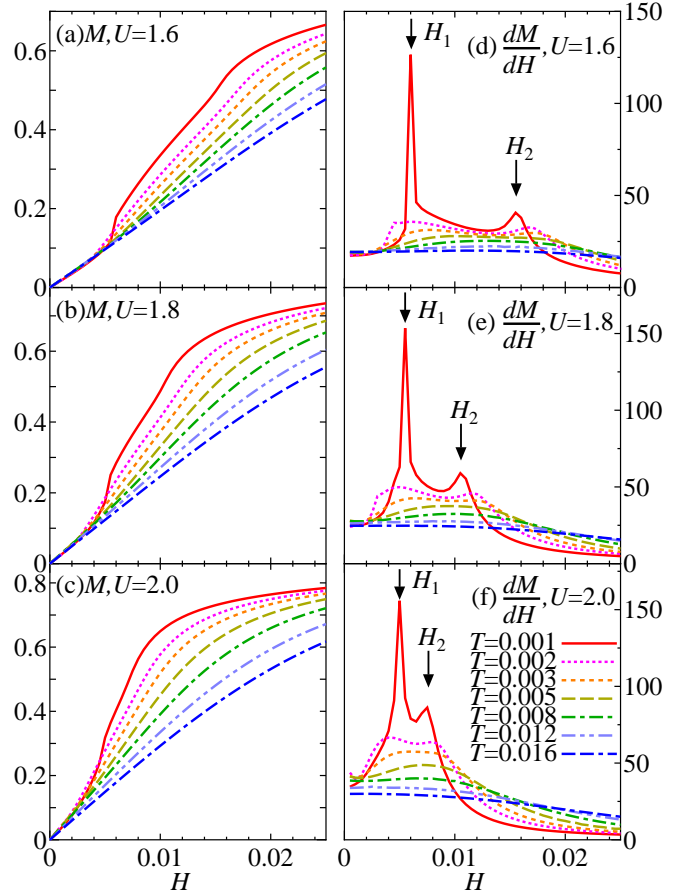 (a) M, U=1.6
0.6
0.4
0.2
0
(d) dM/dH, U=1.6
H1
H2
150
100
50
0
(b) M, U=1.8
0.6
0.4
0.2
0
(e) dM/dH, U=1.8
H1
H2
150
100
50
0
(c) M, U=2.0
0.8
0.6
0.4
0.2
0
(f) dM/dH, U=2.0
H1
H2
T=0.001
T=0.002
T=0.003
T=0.005
T=0.008
T=0.012
T=0.016
150
100
50
0
0 0.01 0.02
H
0 0.01 0.02
H